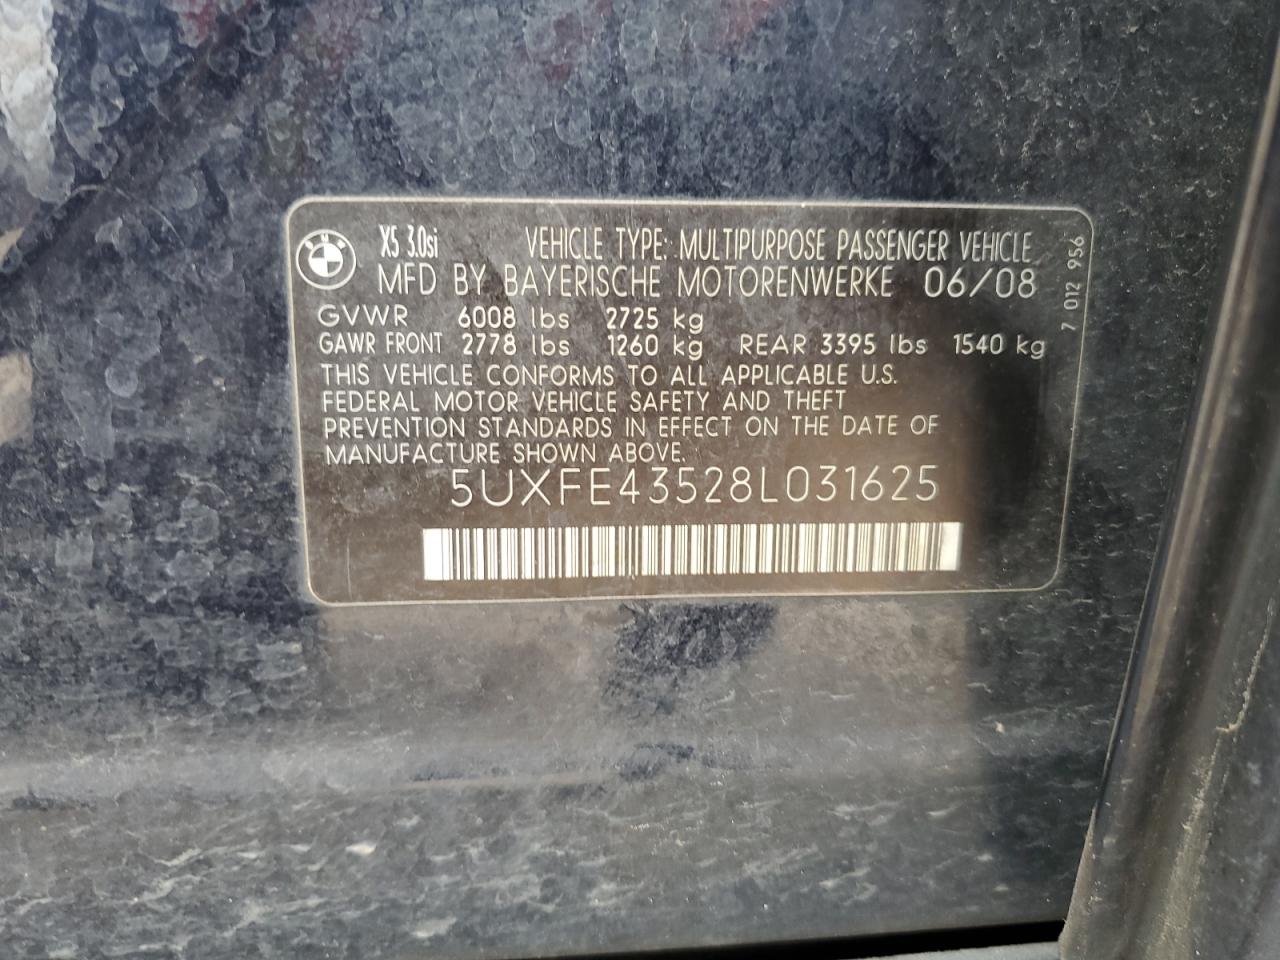 BMW
X5 3.0si VEHICLE TYPE: MULTIPURPOSE PASSENGER VEHICLE
MFD BY BAYERISCHE MOTORENWERKE 06/08
GVWR 6008 lbs 2725 kg
GAWR FRONT 2778 lbs 1260 kg REAR 3395 lbs 1540 kg
THIS VEHICLE CONFORMS TO ALL APPLICABLE U.S.
FEDERAL MOTOR VEHICLE SAFETY AND THEFT
PREVENTION STANDARDS IN EFFECT ON THE DATE OF
MANUFACTURE SHOWN ABOVE.
5UXFE43528L031625
7 012 956